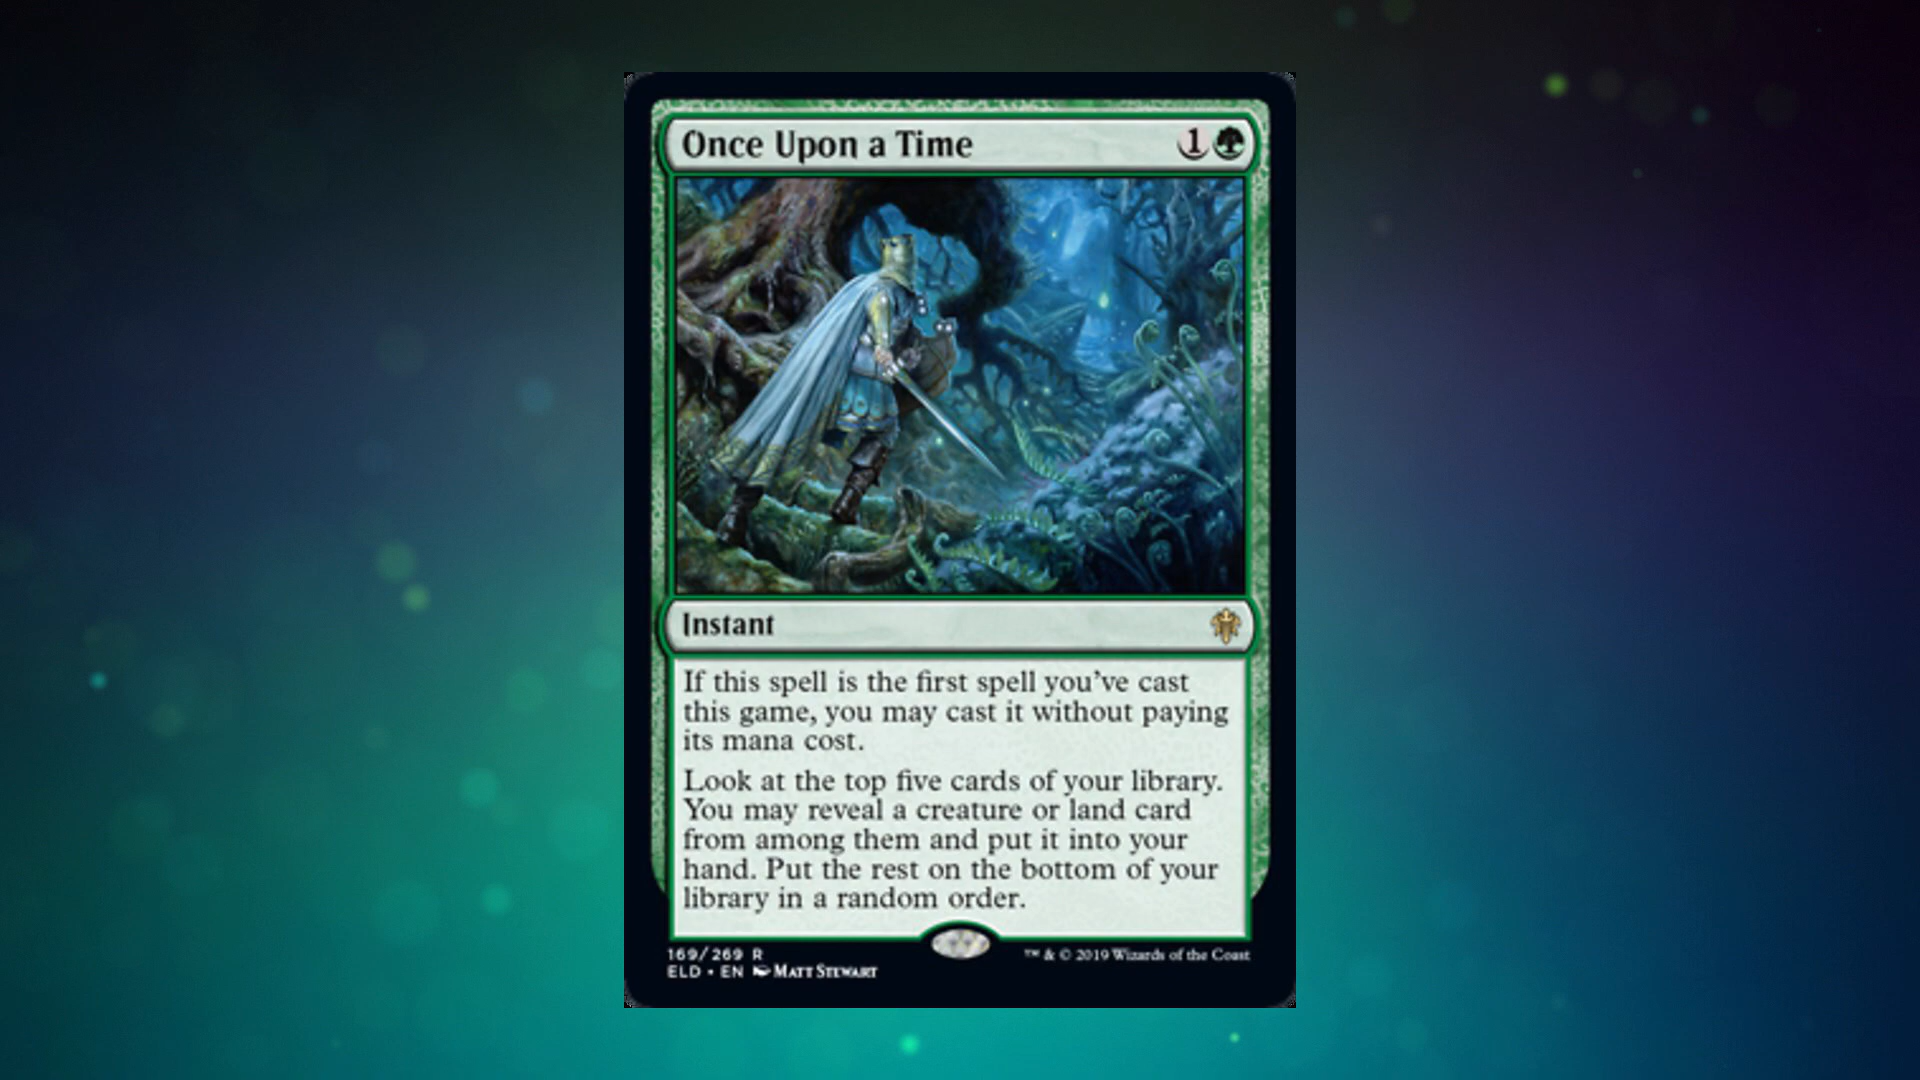 Once Upon a Time 1
Instant
If this spell is the first spell you've cast
this game, you may cast it without paying
its mana cost.
Look at the top five cards of your library.
You may reveal a creature or land card
from among them and put it into your
hand. Put the rest on the bottom of your
library in a random order.
169/269 R
ELD • EN Matt Stewart
™ & © 2019 Wizards of the Coast